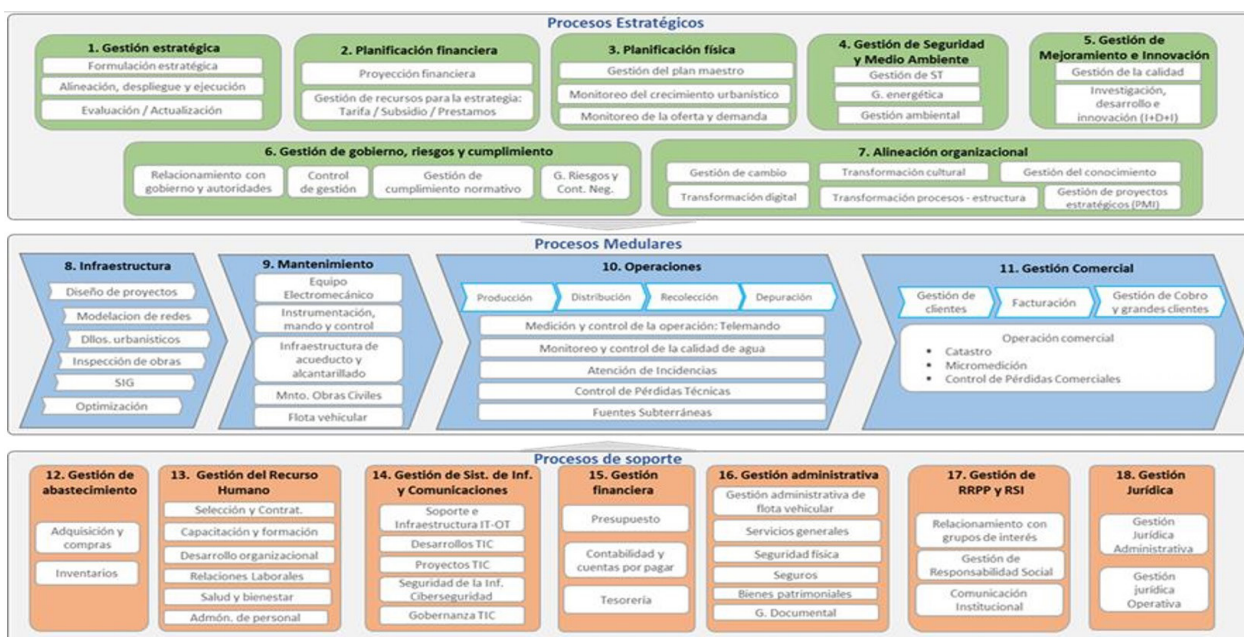 Procesos Estratégicos
1. Gestión estratégica
Formulación estratégica
Alineación, despliegue y ejecución
Evaluación / Actualización
2. Planificación financiera
Proyección financiera
Gestión de recursos para la estrategia:
Tarifa / Subsidio / Prestamos
3. Planificación física
Gestión del plan maestro
Monitoreo del crecimiento urbanístico
Monitoreo de la oferta y demanda
4. Gestión de Seguridad
y Medio Ambiente
Gestión de ST
G. energética
Gestión ambiental
5. Gestión de
Mejoramiento e Innovación
Gestión de la calidad
Investigación,
desarrollo e
innovación (I+D+I)
6. Gestión de gobierno, riesgos y cumplimiento
Relacionamiento con
gobierno y autoridades
Control
de gestión
Gestión de
cumplimiento normativo
G. Riesgos y
Cont. Neg.
7. Alineación organizacional
Gestión de cambio
Transformación cultural
Gestión del conocimiento
Transformación digital
Transformación procesos - estructura
Gestión de proyectos
estratégicos (PMI)
Procesos Medulares
8. Infraestructura
Diseño de proyectos
Modelacion de redes
Dllos. urbanisticos
Inspección de obras
SIG
Optimización
9. Mantenimiento
Equipo
Electromecánico
Instrumentación,
mando y control
Infraestructura de
acueducto y
alcantarillado
Mnto. Obras Civiles
Flota vehicular
10. Operaciones
Producción
Distribución
Recolección
Depuración
Medición y control de la operación: Telemando
Monitoreo y control de la calidad de agua
Atención de Incidencias
Control de Pérdidas Técnicas
Fuentes Subterráneas
11. Gestión Comercial
Gestión de
clientes
Facturación
Gestión de Cobro
y grandes clientes
Operación comercial
▪ Catastro
▪ Micromedición
▪ Control de Pérdidas Comerciales
Procesos de soporte
12. Gestión de
abastecimiento
Adquisición y
compras
Inventarios
13. Gestión del Recurso
Humano
Selección y Contrat.
Capacitación y formación
Desarrollo organizacional
Relaciones Laborales
Salud y bienestar
Admón. de personal
14. Gestión de Sist. de Inf.
y Comunicaciones
Soporte e
Infraestructura IT-OT
Desarrollos TIC
Proyectos TIC
Seguridad de la Inf.
Ciberseguridad
Gobernanza TIC
15. Gestión
financiera
Presupuesto
Contabilidad y
cuentas por pagar
Tesorería
16. Gestión administrativa
Gestión administrativa de
flota vehicular
Servicios generales
Seguridad física
Seguros
Bienes patrimoniales
G. Documental
17. Gestión de
RRPP y RSI
Relacionamiento con
grupos de interés
Gestión de
Responsabilidad Social
Comunicación
Institucional
18. Gestión
Jurídica
Gestión
Jurídica
Administrativa
Gestión
jurídica
Operativa